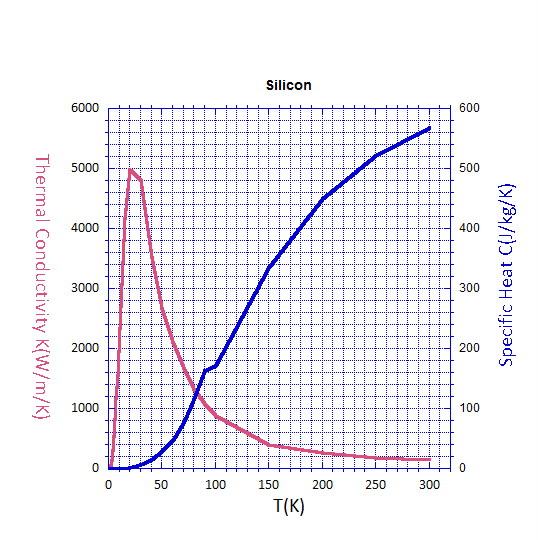 Silicon
Thermal Conductivity K(W/m/K)
6000
5000
4000
3000
2000
1000
0
600
500
400
300
200
100
0
Specific Heat C(J/kg/K)
0 50 100 150 200 250 300
T(K)